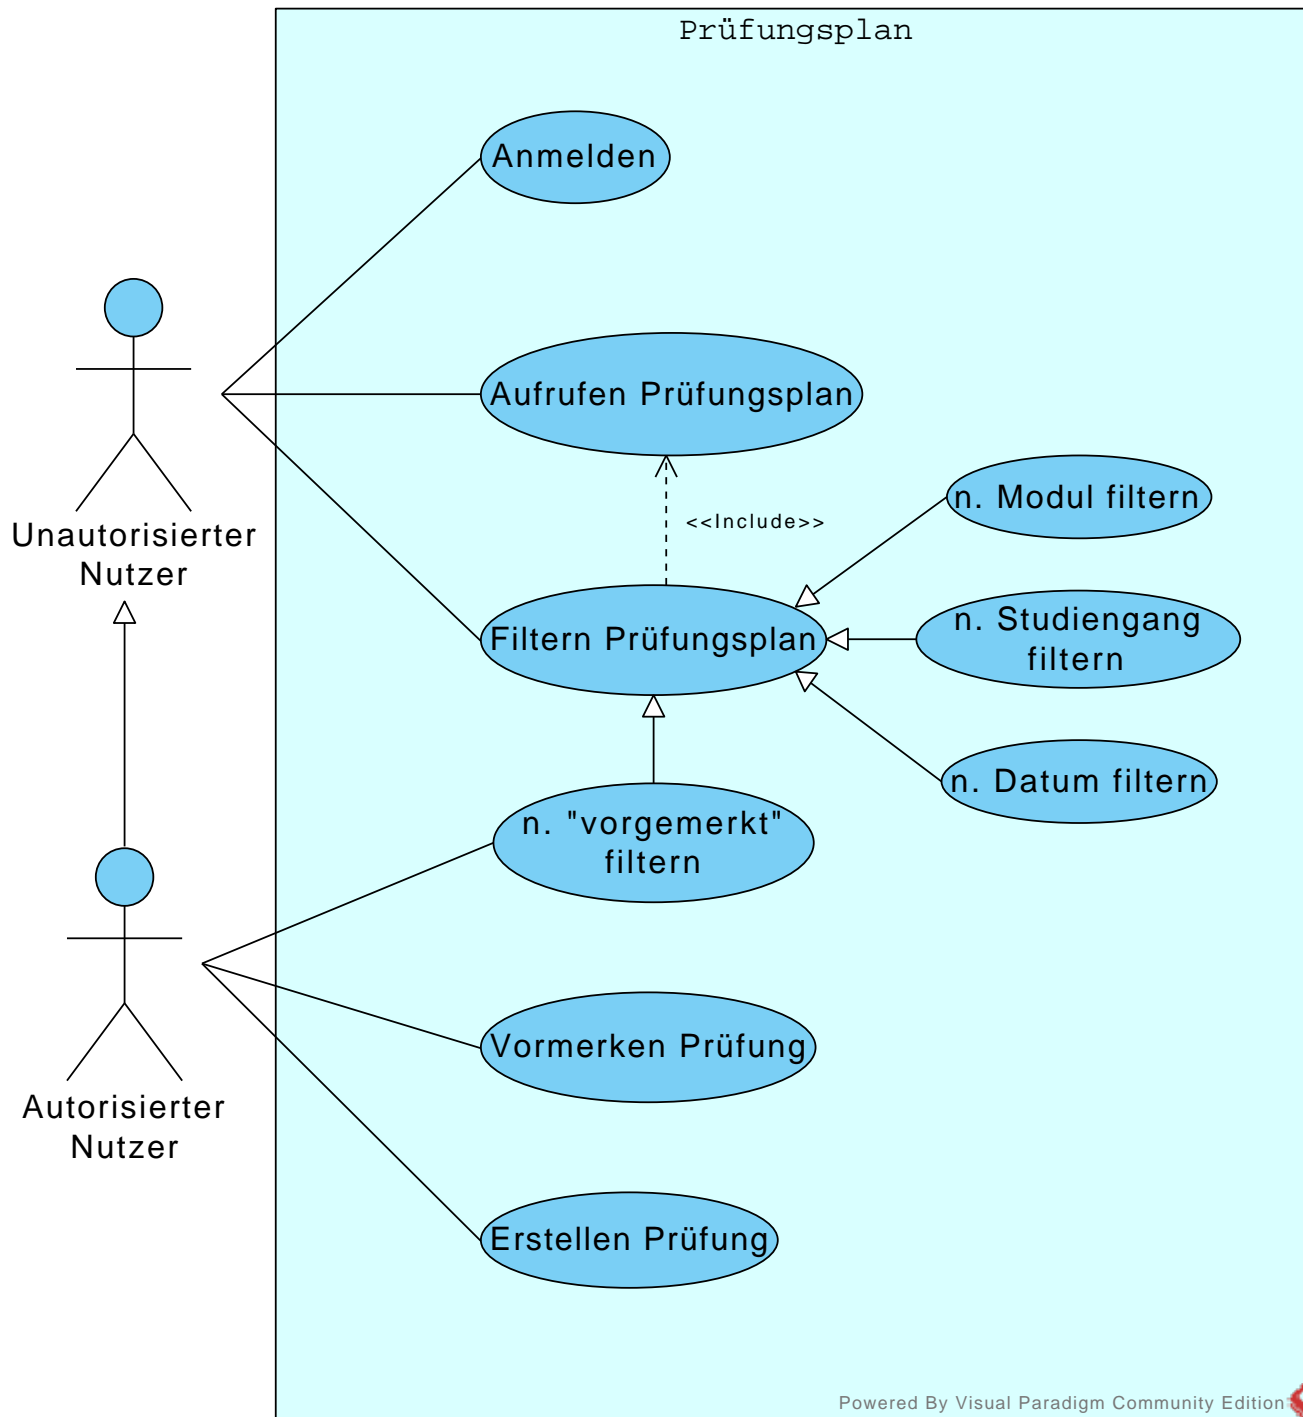 Prüfungsplan
Anmelden
Aufrufen Prüfungsplan
n. Modul filtern
<<Include>>
Unautorisierter
Nutzer
Filtern Prüfungsplan
n. Studiengang
filtern
n. Datum filtern
n. "vorgemerkt"
filtern
Vormerken Prüfung
Autorisierter
Nutzer
Erstellen Prüfung
Powered By Visual Paradigm Community Edition